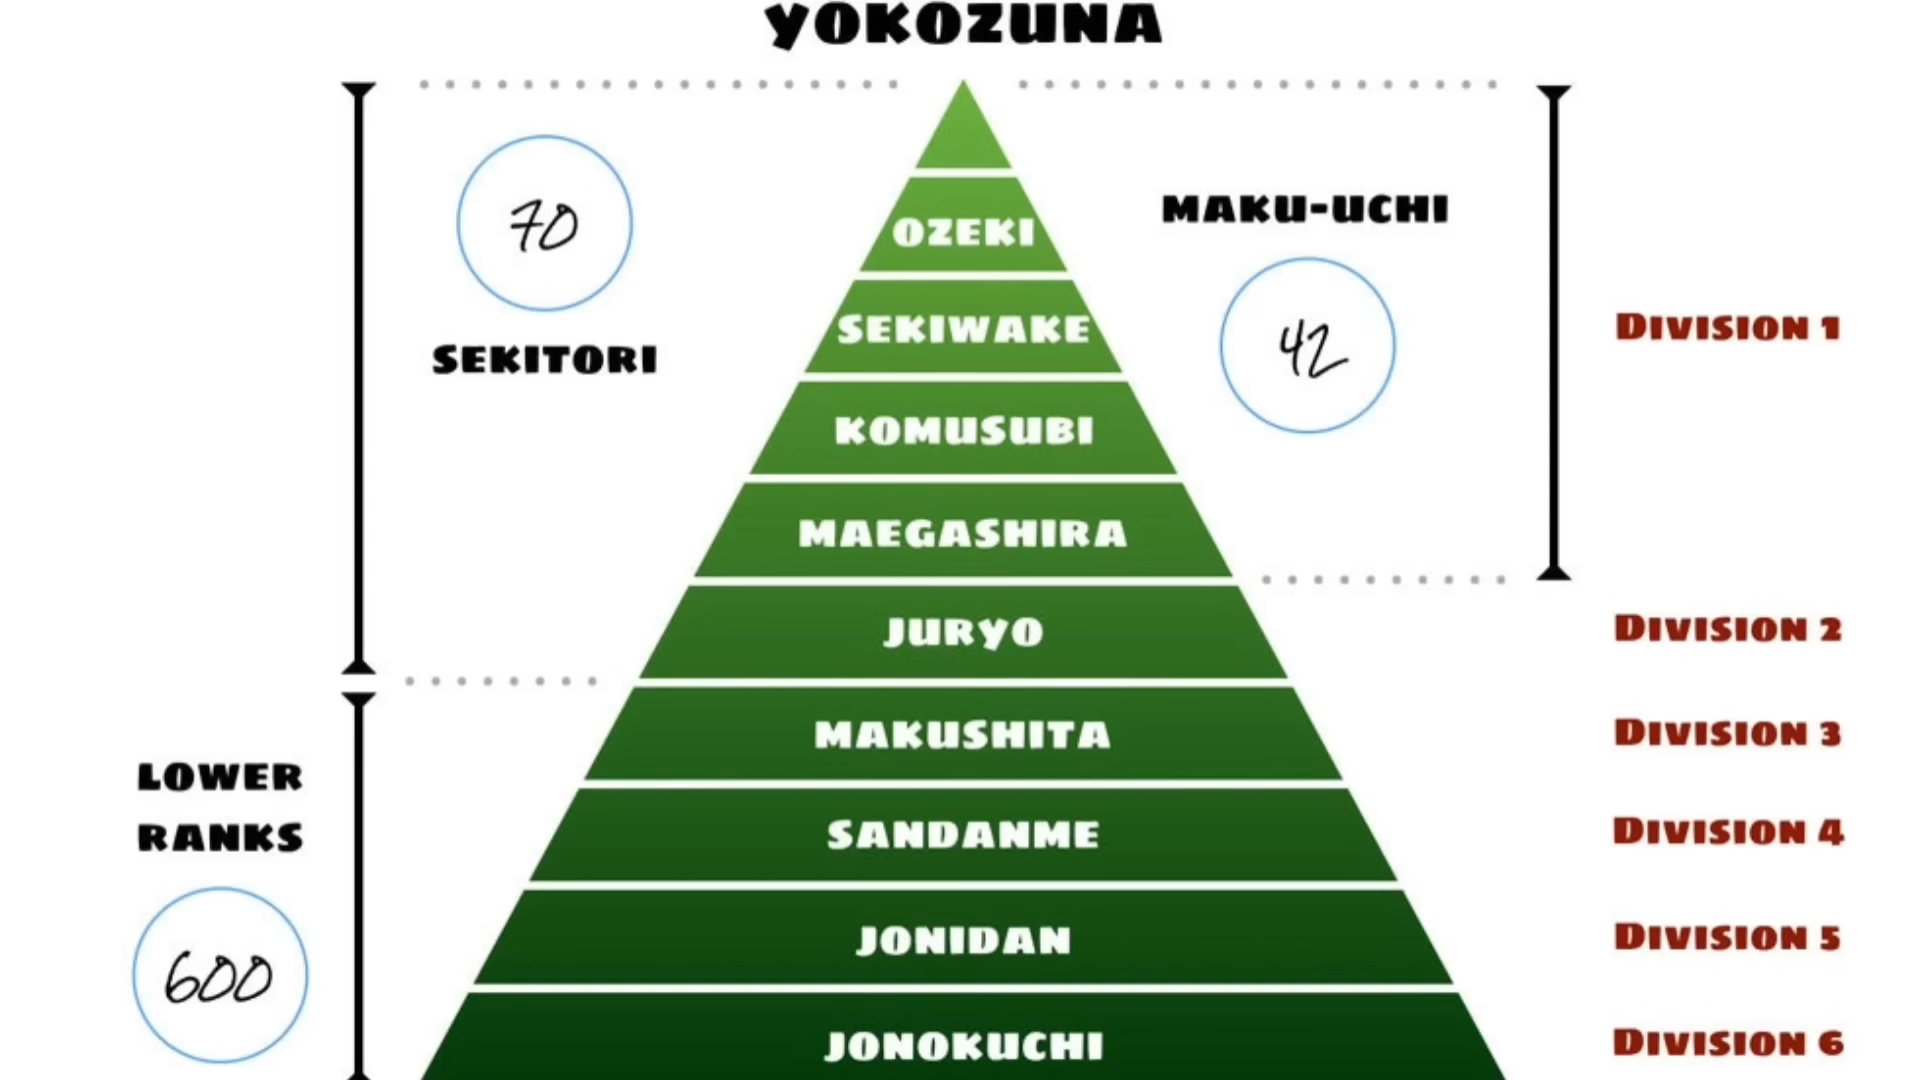 YOKOZUNA
70
SEKITORI
OZEKI
MAKU-UCHI
42
SEKIWAKE
DIVISION 1
KOMUSUBI
MAEGASHIRA
JURYO
DIVISION 2
MAKUSHITA
DIVISION 3
LOWER
RANKS
600
SANDANME
DIVISION 4
JONIDAN
DIVISION 5
JONOKUCHI
DIVISION 6